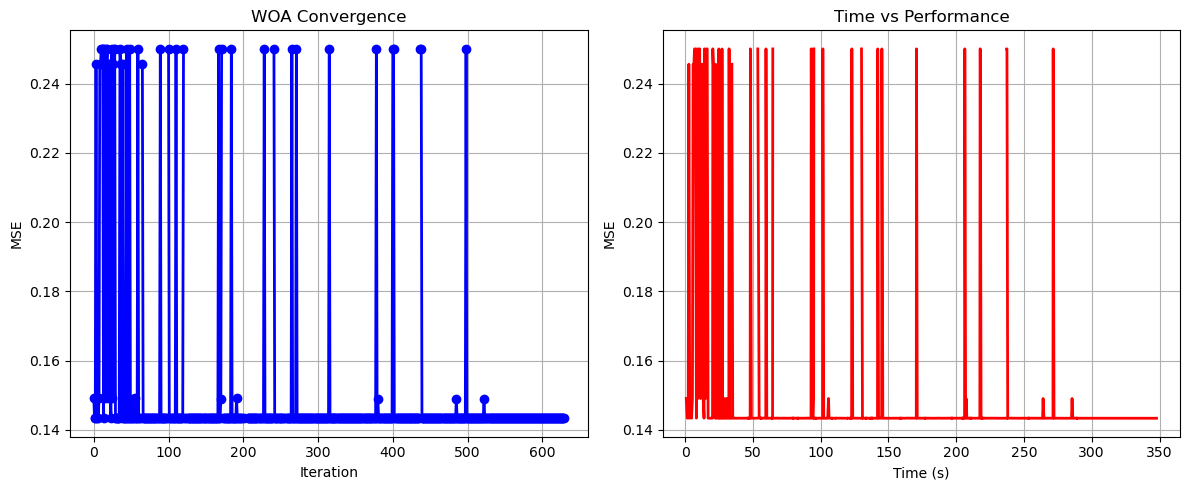 WOA Convergence
MSE
0.24
0.22
0.20
0.18
0.16
0.14
0 100 200 300 400 500 600
Iteration
Time vs Performance
MSE
0.24
0.22
0.20
0.18
0.16
0.14
0 50 100 150 200 250 300 350
Time (s)